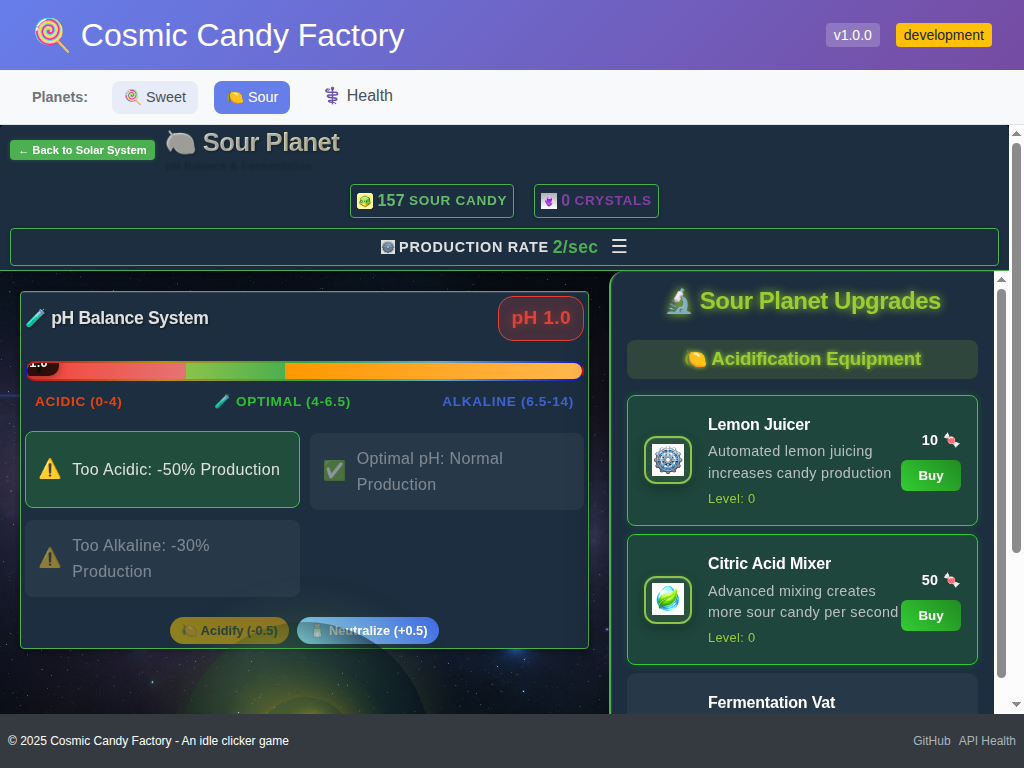 Cosmic Candy Factory
v1.0.0
development
Planets:
Sweet
Sour
Health
← Back to Solar System
Sour Planet
pH Balance & Fermentation
157 SOUR CANDY
0 CRYSTALS
PRODUCTION RATE 2/sec ☰
pH Balance System
pH 1.0
1.0
ACIDIC (0-4)
OPTIMAL (4-6.5)
ALKALINE (6.5-14)
Too Acidic: -50% Production
Optimal pH: Normal
Production
Too Alkaline: -30%
Production
Acidify (-0.5)
Neutralize (+0.5)
Sour Planet Upgrades
Acidification Equipment
Lemon Juicer
Automated lemon juicing
increases candy production
Level: 0
10
Buy
Citric Acid Mixer
Advanced mixing creates
more sour candy per second
Level: 0
50
Buy
Fermentation Vat
© 2025 Cosmic Candy Factory - An idle clicker game
GitHub
API Health